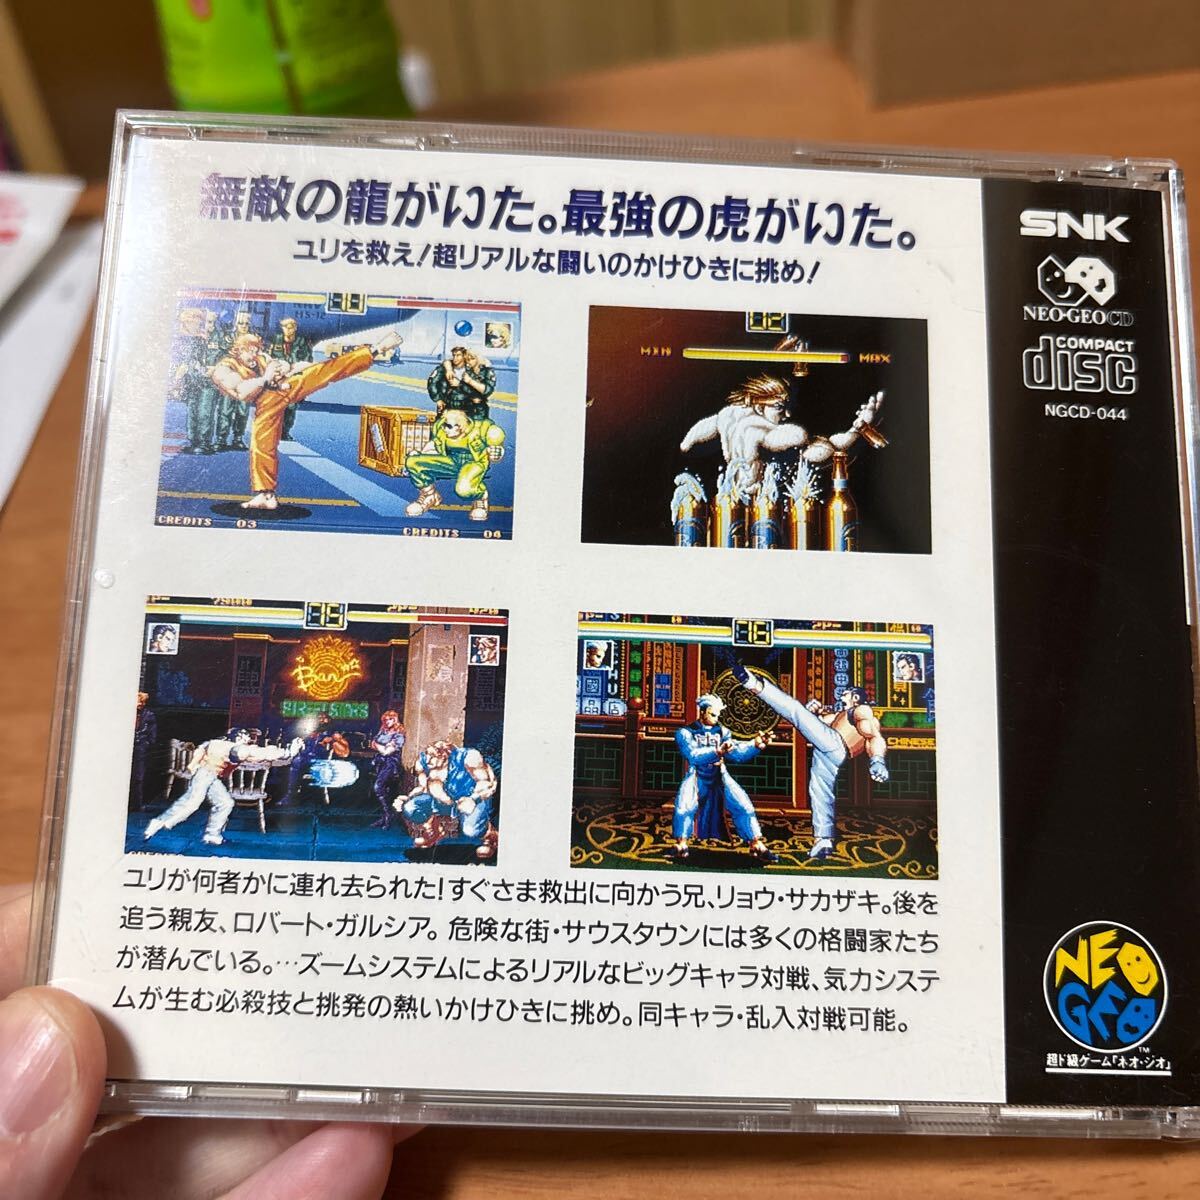 無敵の龍がいた。最強の虎がいた。
ユリを救え!超リアルな闘いのかけひきに挑め!
SNK
NEO•GEO CD
COMPACT
disc
NGCD-044
CREDITS 03
CREDITS 04
MIN
MAX
76
CHINESE
ユリが何者かに連れ去られた!すぐさま救出に向かう兄、リョウ・サカザキ。後を
追う親友、ロバート・ガルシア。危険な街・サウスタウンには多くの格闘家たち
が潜んでいる。…ズームシステムによるリアルなビッグキャラ対戦、気力システ
ムが生む必殺技と挑発の熱いかけひきに挑め。同キャラ・乱入対戦可能。
NEO
GEO
TM
超ド級ゲーム「ネオ・ジオ」